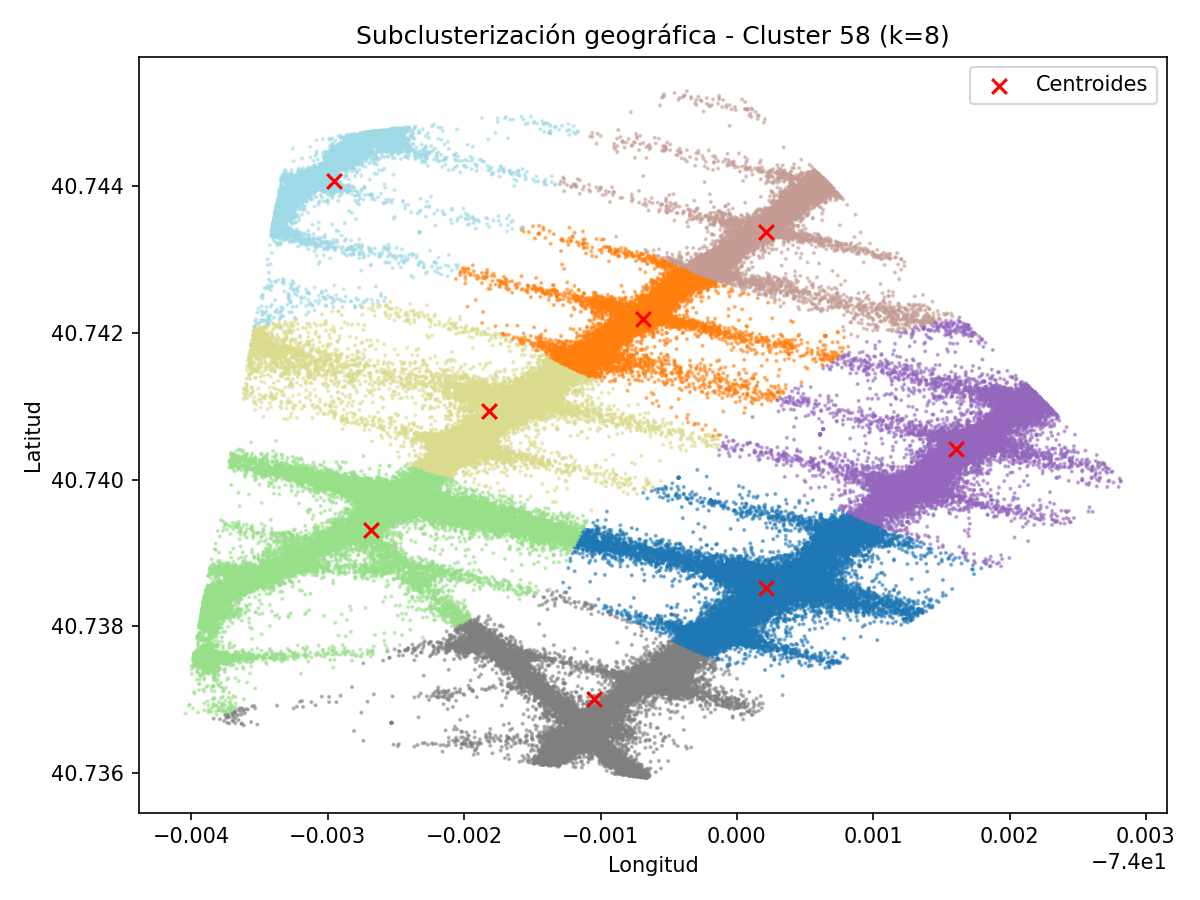 Subclusterización geográfica - Cluster 58 (k=8)
Centroides
Latitud
40.744
40.742
40.740
40.738
40.736
−0.004 −0.003 −0.002 −0.001 0.000 0.001 0.002 0.003
−7.4e1
Longitud